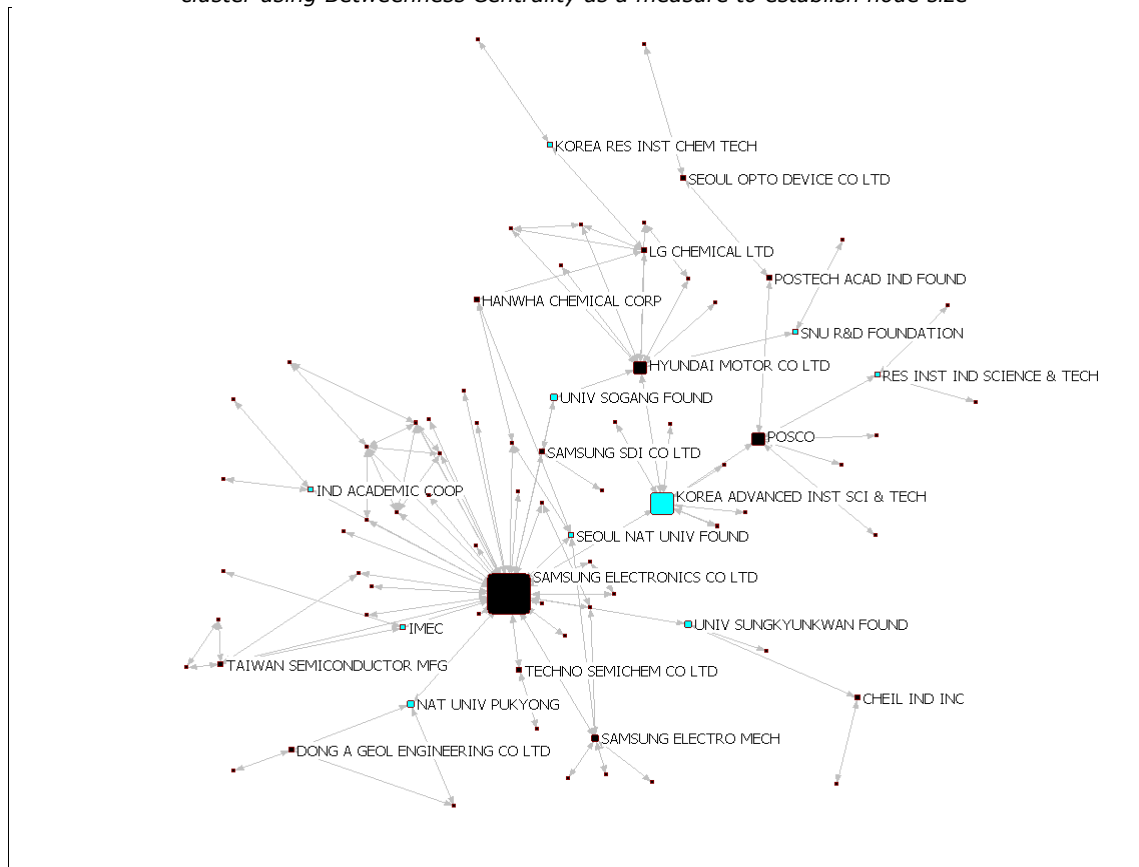 cluster using Betweenness Centrality as a measure to establish node size
KOREA RES INST CHEM TECH
SEOUL OPTO DEVICE CO LTD
LG CHEMICAL LTD
POSTECH ACAD IND FOUND
HANWHA CHEMICAL CORP
SNU R&D FOUNDATION
HYUNDAI MOTOR CO LTD
RES INST IND SCIENCE & TECH
UNIV SOGANG FOUND
POSCO
SAMSUNG SDI CO LTD
IND ACADEMIC COOP
KOREA ADVANCED INST SCI & TECH
SEOUL NAT UNIV FOUND
SAMSUNG ELECTRONICS CO LTD
IMEC
UNIV SUNGKYUNKWAN FOUND
TAIWAN SEMICONDUCTOR MFG
TECHNO SEMICHEM CO LTD
CHEIL IND INC
NAT UNIV PUKYONG
SAMSUNG ELECTRO MECH
DONG A GEOL ENGINEERING CO LTD